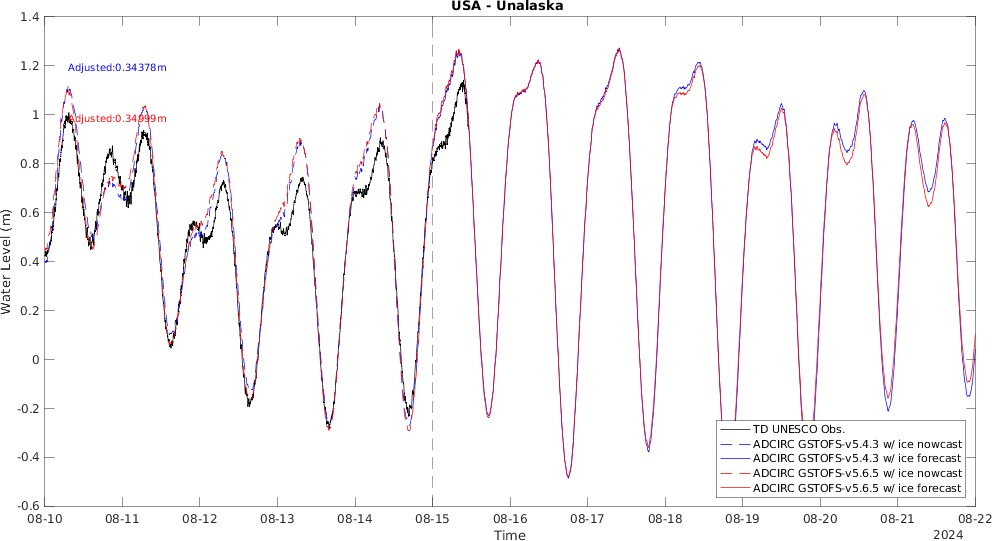 USA - Unalaska
1.4
1.2
1
0.8
0.6
0.4
0.2
0
-0.2
-0.4
-0.6
Water Level (m)
Adjusted:0.34378m
Adjusted:0.34999m
TD UNESCO Obs.
ADCIRC GSTOFS-v5.4.3 w/ ice nowcast
ADCIRC GSTOFS-v5.4.3 w/ ice forecast
ADCIRC GSTOFS-v5.6.5 w/ ice nowcast
ADCIRC GSTOFS-v5.6.5 w/ ice forecast
08-10 08-11 08-12 08-13 08-14 08-15 08-16 08-17 08-18 08-19 08-20 08-21 08-22
Time
2024